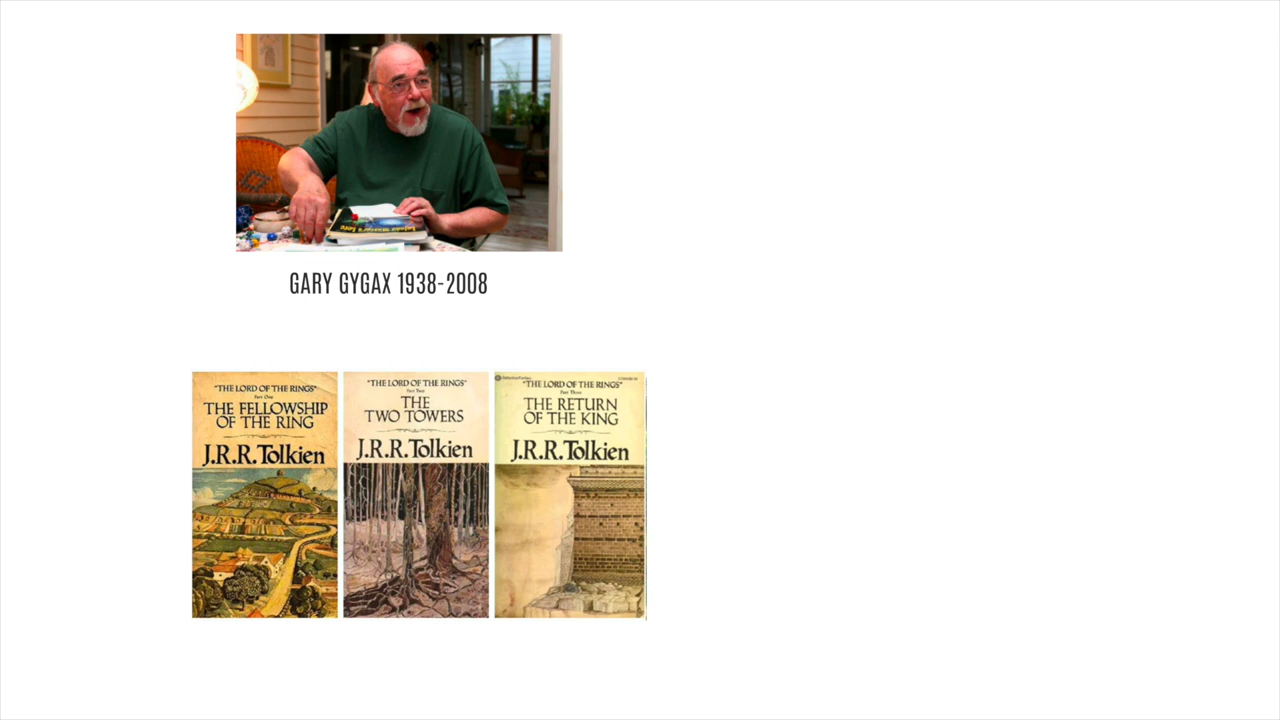 GARY GYGAX 1938-2008
"THE LORD OF THE RINGS"
Part One
THE FELLOWSHIP
OF THE RING
J.R.R. Tolkien
"THE LORD OF THE RINGS"
Part Two
THE
TWO TOWERS
J.R.R. Tolkien
"THE LORD OF THE RINGS"
Part Three
THE RETURN
OF THE KING
J.R.R. Tolkien